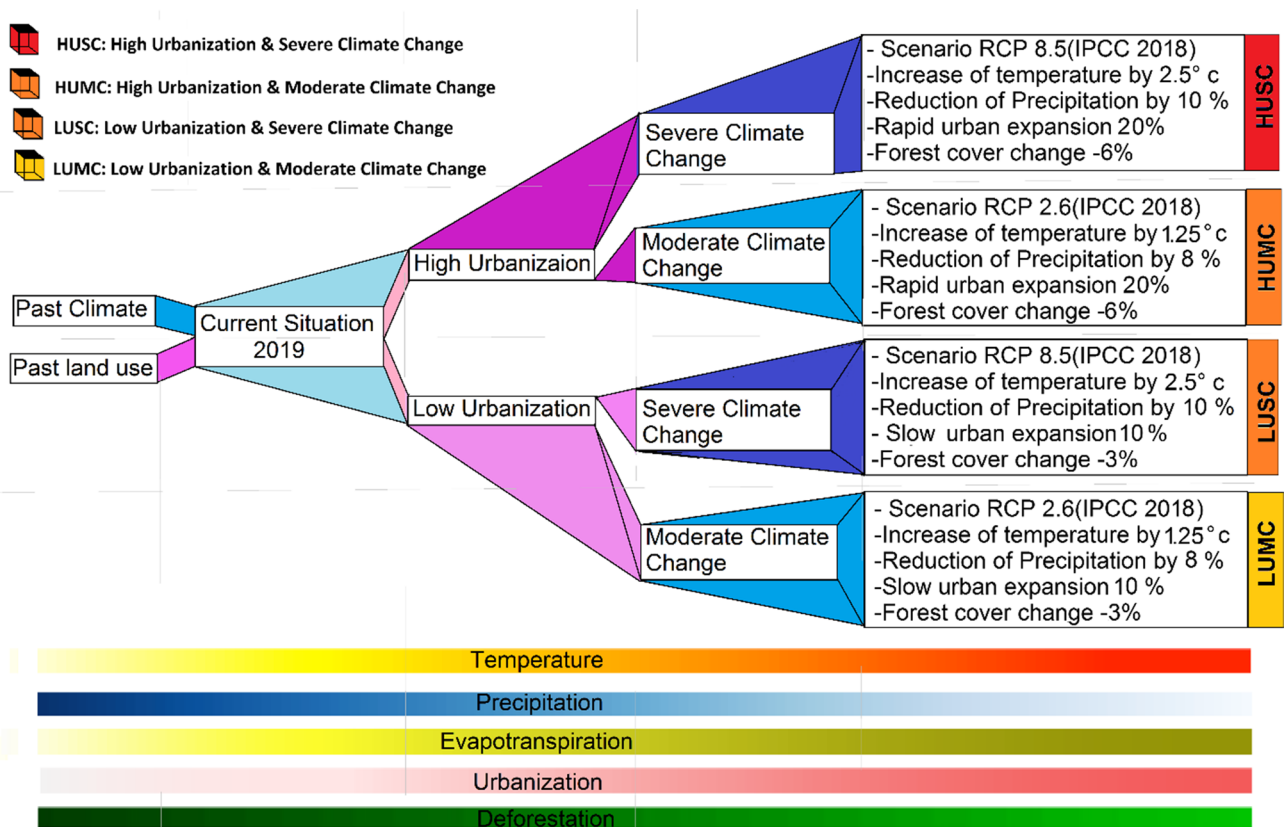 HUSC: High Urbanization & Severe Climate Change
HUMC: High Urbanization & Moderate Climate Change
LUSC: Low Urbanization & Severe Climate Change
LUMC: Low Urbanization & Moderate Climate Change
Past Climate
Past land use
Current Situation
2019
High Urbanizaion
Low Urbanization
Severe Climate
Change
- Scenario RCP 8.5(IPCC 2018)
-Increase of temperature by 2.5° c
-Reduction of Precipitation by 10 %
-Rapid urban expansion 20%
-Forest cover change -6%
HUSC
Moderate Climate
Change
- Scenario RCP 2.6(IPCC 2018)
-Increase of temperature by 1.25° c
-Reduction of Precipitation by 8 %
-Rapid urban expansion 20%
-Forest cover change -6%
HUMC
Severe Climate
Change
- Scenario RCP 8.5(IPCC 2018)
-Increase of temperature by 2.5° c
-Reduction of Precipitation by 10 %
- Slow urban expansion 10 %
-Forest cover change -3%
LUSC
Moderate Climate
Change
- Scenario RCP 2.6(IPCC 2018)
-Increase of temperature by 1.25° c
-Reduction of Precipitation by 8 %
-Slow urban expansion 10 %
-Forest cover change -3%
LUMC
Temperature
Precipitation
Evapotranspiration
Urbanization
Deforestation